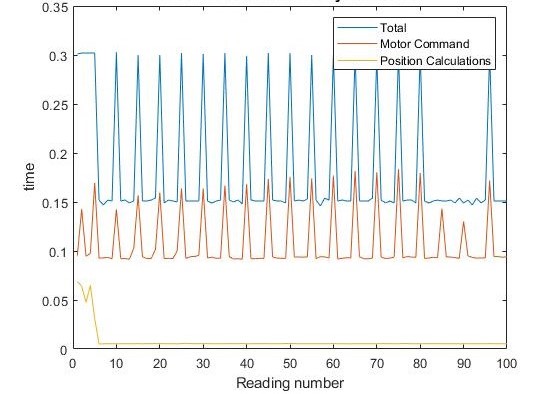 0.35
0.3
0.25
0.2
0.15
0.1
0.05
0
time
Total
Motor Command
Position Calculations
0 10 20 30 40 50 60 70 80 90 100
Reading number